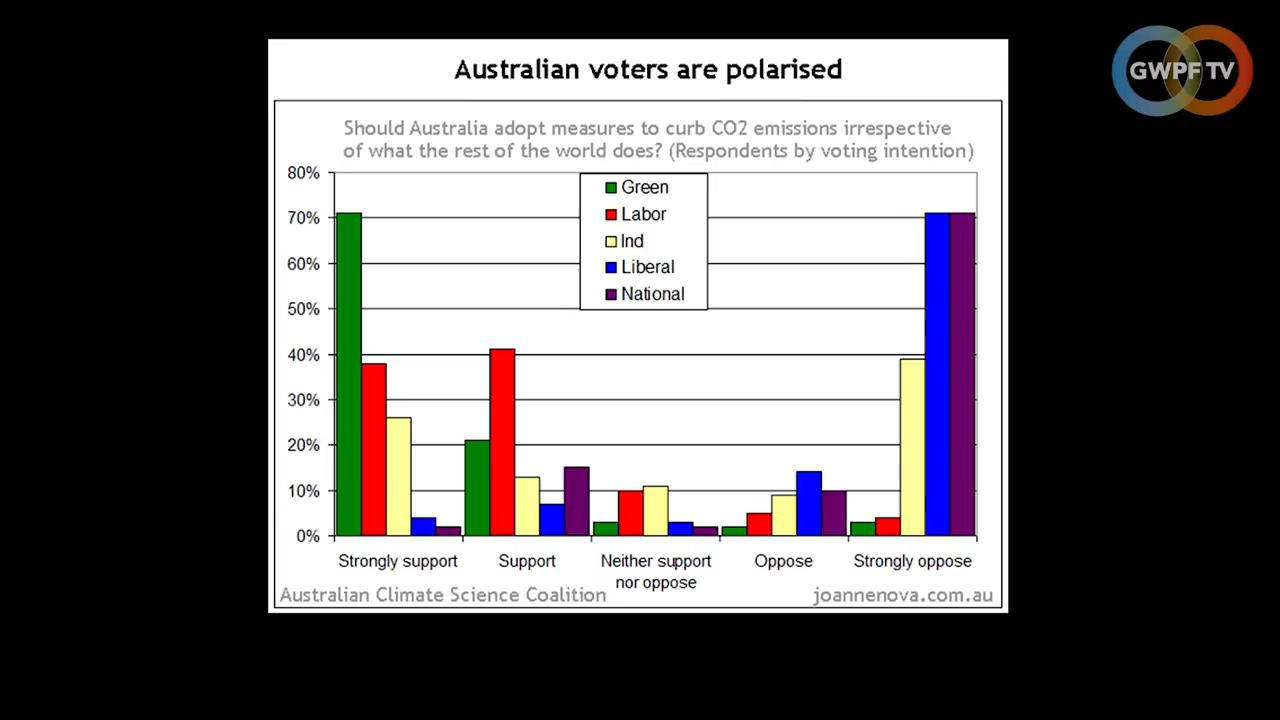 GWPF TV
Australian voters are polarised
Should Australia adopt measures to curb CO2 emissions irrespective
of what the rest of the world does? (Respondents by voting intention)
80%
70%
60%
50%
40%
30%
20%
10%
0%
Green
Labor
Ind
Liberal
National
Strongly support
Support
Neither support
nor oppose
Oppose
Strongly oppose
Australian Climate Science Coalition
joannenova.com.au